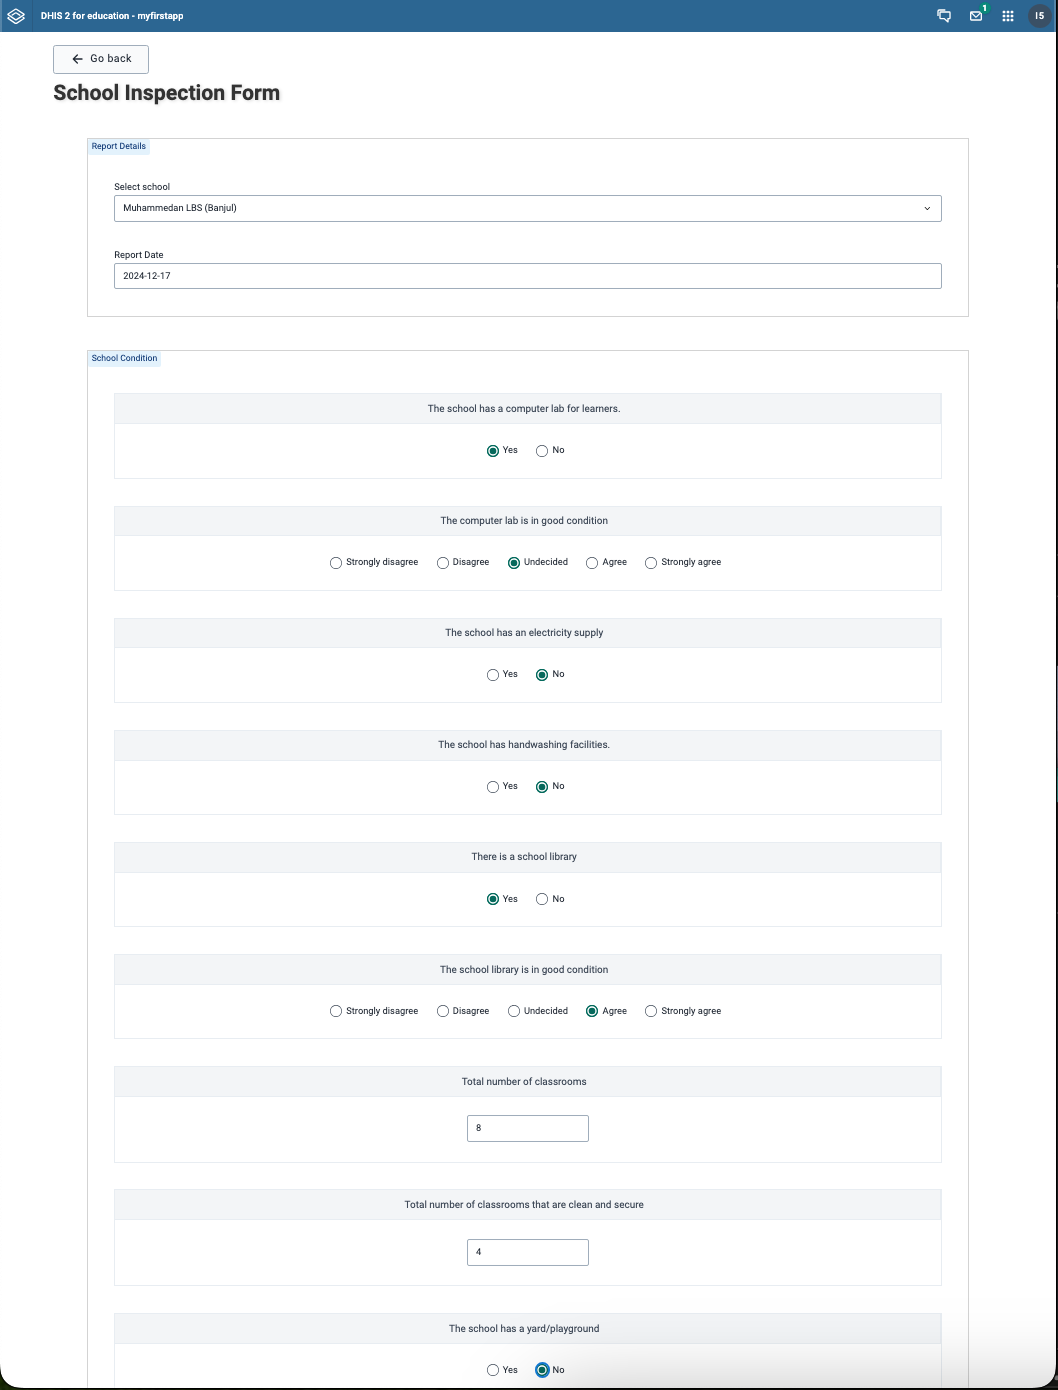 DHIS 2 for education - myfirstapp
1
I5
Go back
School Inspection Form
Report Details
Select school
Muhammedan LBS (Banjul)
Report Date
2024-12-17
School Condition
The school has a computer lab for learners.
Yes No
The computer lab is in good condition
Strongly disagree Disagree Undecided Agree Strongly agree
The school has an electricity supply
Yes No
The school has handwashing facilities.
Yes No
There is a school library
Yes No
The school library is in good condition
Strongly disagree Disagree Undecided Agree Strongly agree
Total number of classrooms
8
Total number of classrooms that are clean and secure
4
The school has a yard/playground
Yes No